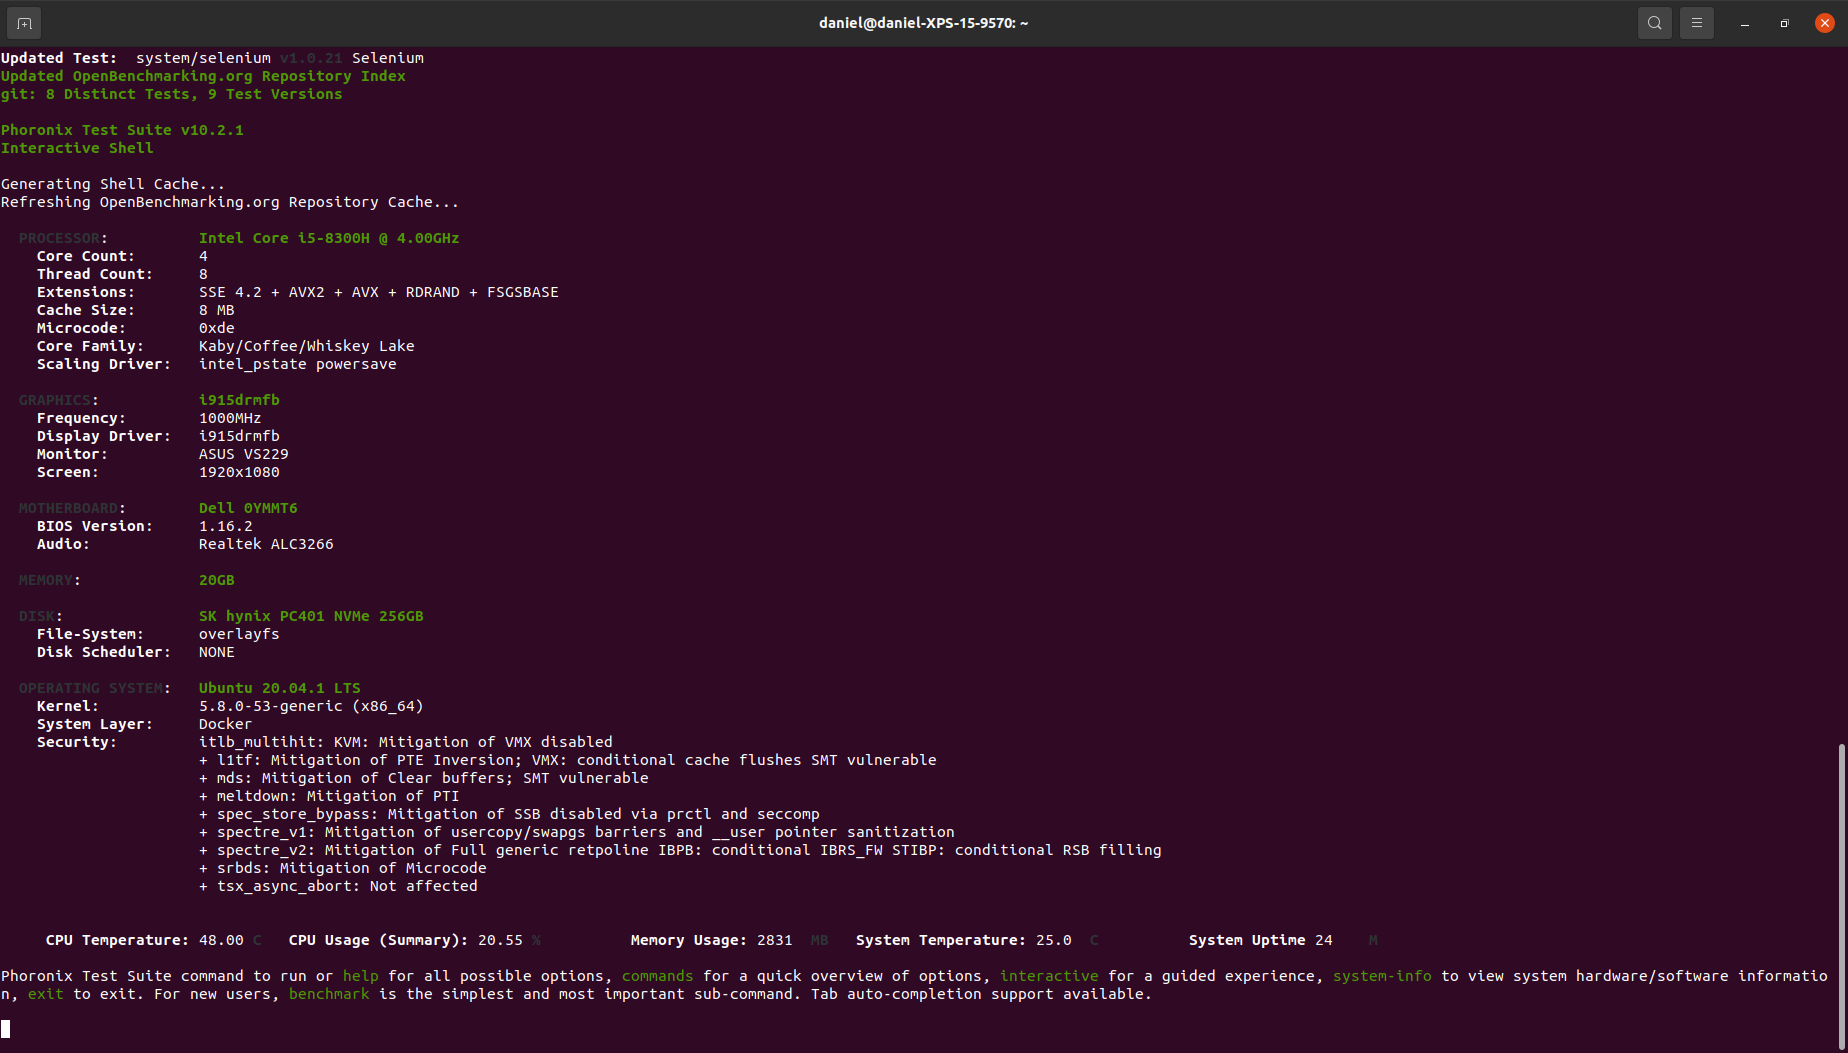 daniel@daniel-XPS-15-9570: ~
Updated Test:  system/selenium v1.0.21 Selenium
Updated OpenBenchmarking.org Repository Index
git: 8 Distinct Tests, 9 Test Versions
Phoronix Test Suite v10.2.1
Interactive Shell
Generating Shell Cache...
Refreshing OpenBenchmarking.org Repository Cache...
PROCESSOR: Intel Core i5-8300H @ 4.00GHz
Core Count: 4
Thread Count: 8
Extensions: SSE 4.2 + AVX2 + AVX + RDRAND + FSGSBASE
Cache Size: 8 MB
Microcode: 0xde
Core Family: Kaby/Coffee/Whiskey Lake
Scaling Driver: intel_pstate powersave
GRAPHICS: i915drmfb
Frequency: 1000MHz
Display Driver: i915drmfb
Monitor: ASUS VS229
Screen: 1920x1080
MOTHERBOARD: Dell 0YMMT6
BIOS Version: 1.16.2
Audio: Realtek ALC3266
MEMORY: 20GB
DISK: SK hynix PC401 NVMe 256GB
File-System: overlayfs
Disk Scheduler: NONE
OPERATING SYSTEM: Ubuntu 20.04.1 LTS
Kernel: 5.8.0-53-generic (x86_64)
System Layer: Docker
Security: itlb_multihit: KVM: Mitigation of VMX disabled
+ l1tf: Mitigation of PTE Inversion; VMX: conditional cache flushes SMT vulnerable
+ mds: Mitigation of Clear buffers; SMT vulnerable
+ meltdown: Mitigation of PTI
+ spec_store_bypass: Mitigation of SSB disabled via prctl and seccomp
+ spectre_v1: Mitigation of usercopy/swapgs barriers and __user pointer sanitization
+ spectre_v2: Mitigation of Full generic retpoline IBPB: conditional IBRS_FW STIBP: conditional RSB filling
+ srbds: Mitigation of Microcode
+ tsx_async_abort: Not affected
CPU Temperature: 48.00 C CPU Usage (Summary): 20.55 % Memory Usage: 2831 MB System Temperature: 25.0 C System Uptime 24 M
Phoronix Test Suite command to run or help for all possible options, commands for a quick overview of options, interactive for a guided experience, system-info to view system hardware/software informatio
n, exit to exit. For new users, benchmark is the simplest and most important sub-command. Tab auto-completion support available.